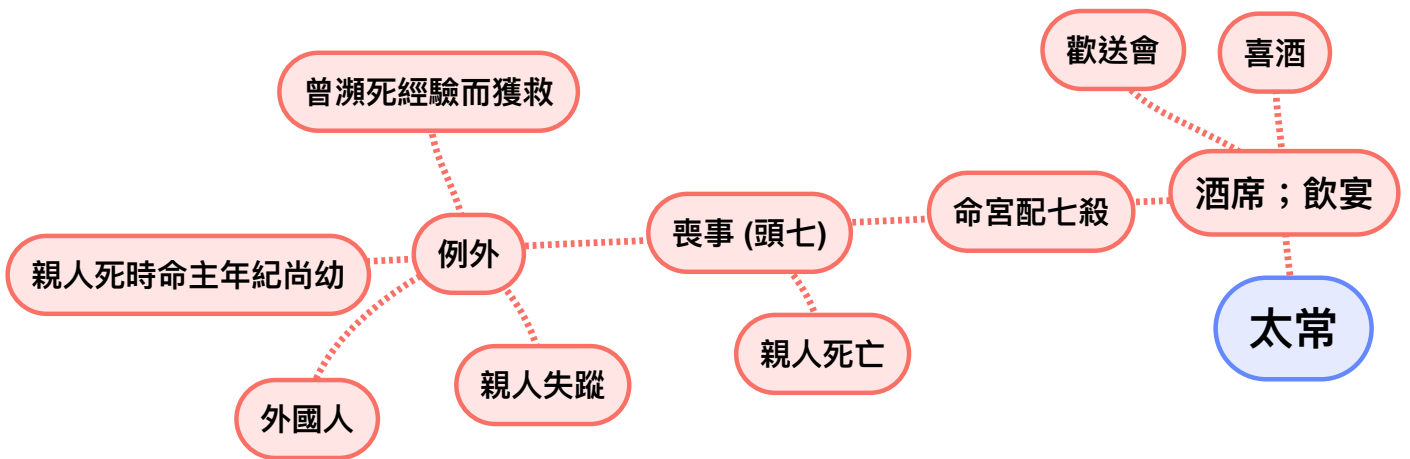 歡送會
喜酒
曾瀕死經驗而獲救
酒席；飲宴
命宮配七殺
喪事 (頭七)
例外
親人死時命主年紀尚幼
太常
親人死亡
親人失蹤
外國人